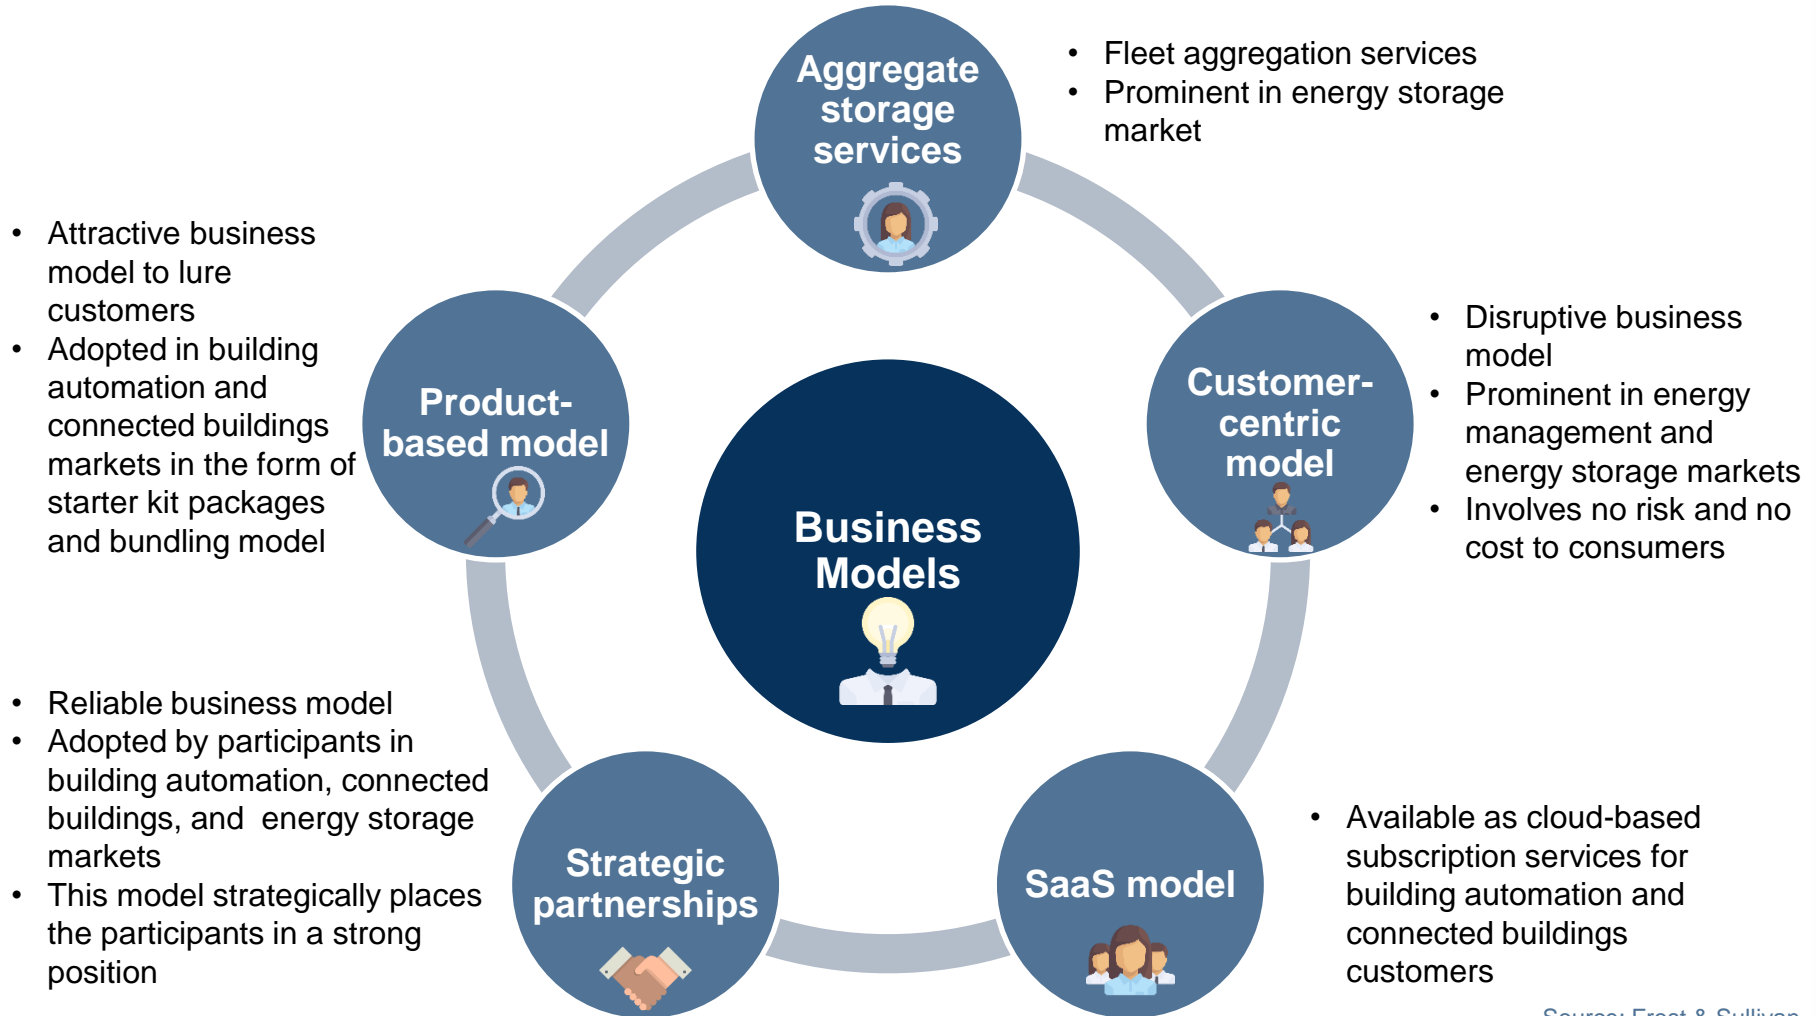 Aggregate
storage
services
• Fleet aggregation services
• Prominent in energy storage
market
Customer-
centric
model
• Disruptive business
model
• Prominent in energy
management and
energy storage markets
• Involves no risk and no
cost to consumers
SaaS model
• Available as cloud-based
subscription services for
building automation and
connected buildings
customers
Strategic
partnerships
• Reliable business model
• Adopted by participants in
building automation, connected
buildings, and energy storage
markets
• This model strategically places
the participants in a strong
position
Product-
based model
• Attractive business
model to lure
customers
• Adopted in building
automation and
connected buildings
markets in the form of
starter kit packages
and bundling model
Business
Models
Source: Frost & Sullivan